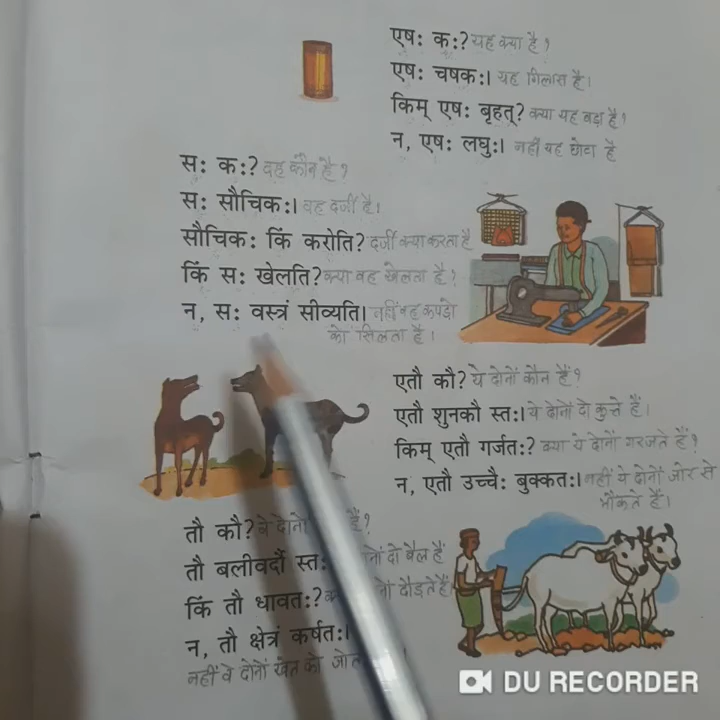 एष: क:? यह क्या है?
एष: चषक:। यह गिलास है।
किम् एष: बृहत्? क्या यह बड़ा है?
न, एष: लघु:। नहीं यह छोटा है
स: क:? वह कौन है?
स: सौचिक:। वह दर्जी है।
सौचिक: किं करोति? दर्जी क्या करता है
किं स: खेलति? क्या वह खेलता है?
न, स: वस्त्रं सीव्यति। नहीं वह कपड़ो
को सिलता है।
एतौ कौ? ये दोनों कौन हैं?
एतौ शुनकौ स्त:। ये दोनों दो कुत्ते हैं।
किम् एतौ गर्जत:? क्या ये दोनों गरजते हैं?
न, एतौ उच्चै: बुक्कत:। नहीं ये दोनों जोर से
भौंकते हैं।
तौ कौ? वे दोनों हैं?
तौ बलीवर्दौ स्त: दो बैल हैं
किं तौ धावत:? दौड़ते हैं
न, तौ क्षेत्रं कर्षत:।
नहीं वे दोनों खेत को
DU RECORDER